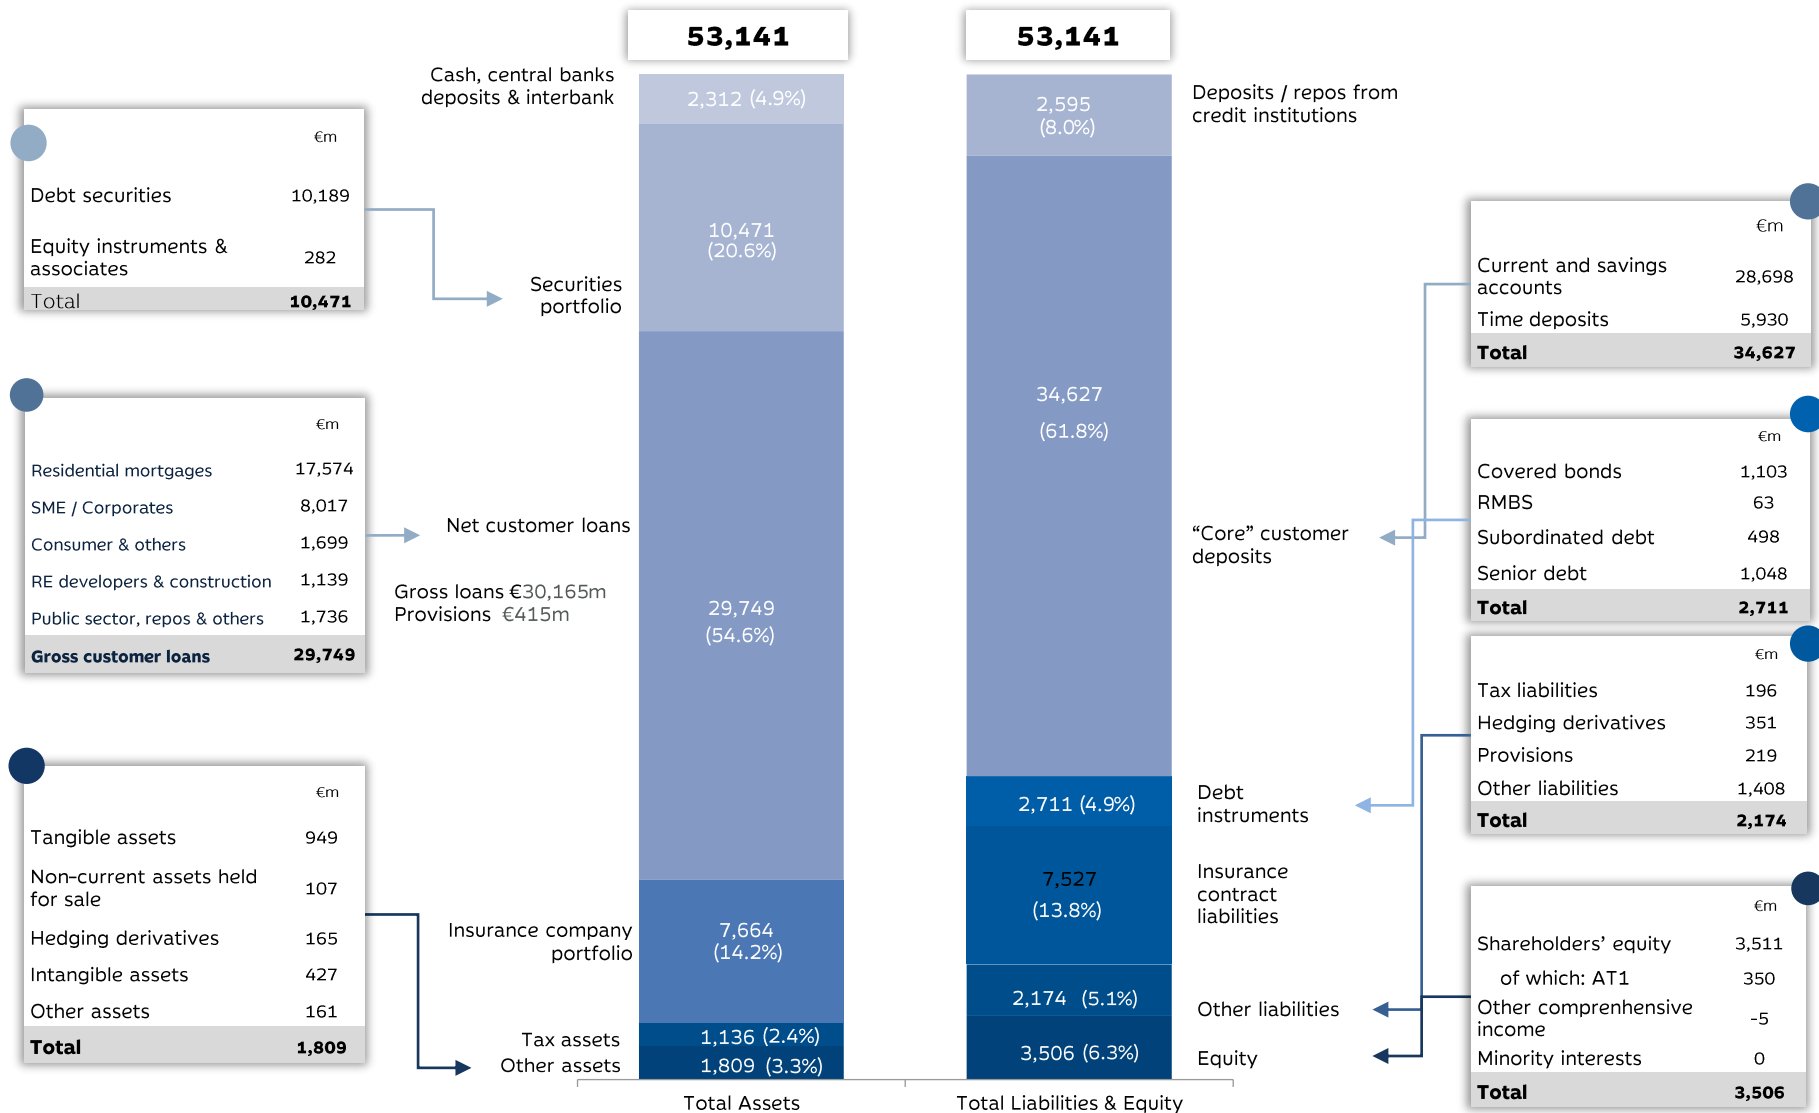 53,141
53,141
Cash, central banks
deposits & interbank
2,312 (4.9%)
10,471
(20.6%)
Securities
portfolio
29,749
(54.6%)
Net customer loans
Gross loans €30,165m
Provisions €415m
7,664
(14.2%)
Insurance company
portfolio
Tax assets
1,136 (2.4%)
Other assets
1,809 (3.3%)
Total Assets
2,595
(8.0%)
Deposits / repos from
credit institutions
34,627
(61.8%)
“Core” customer
deposits
2,711 (4.9%)
Debt
instruments
7,527
(13.8%)
Insurance
contract
liabilities
2,174 (5.1%)
Other liabilities
3,506 (6.3%)
Equity
Total Liabilities & Equity
€m
Debt securities 10,189
Equity instruments &
associates 282
Total 10,471
€m
Residential mortgages 17,574
SME / Corporates 8,017
Consumer & others 1,699
RE developers & construction 1,139
Public sector, repos & others 1,736
Gross customer loans 29,749
€m
Tangible assets 949
Non-current assets held
for sale 107
Hedging derivatives 165
Intangible assets 427
Other assets 161
Total 1,809
€m
Current and savings
accounts 28,698
Time deposits 5,930
Total 34,627
€m
Covered bonds 1,103
RMBS 63
Subordinated debt 498
Senior debt 1,048
Total 2,711
€m
Tax liabilities 196
Hedging derivatives 351
Provisions 219
Other liabilities 1,408
Total 2,174
€m
Shareholders’ equity 3,511
of which: AT1 350
Other comprenhensive
income -5
Minority interests 0
Total 3,506